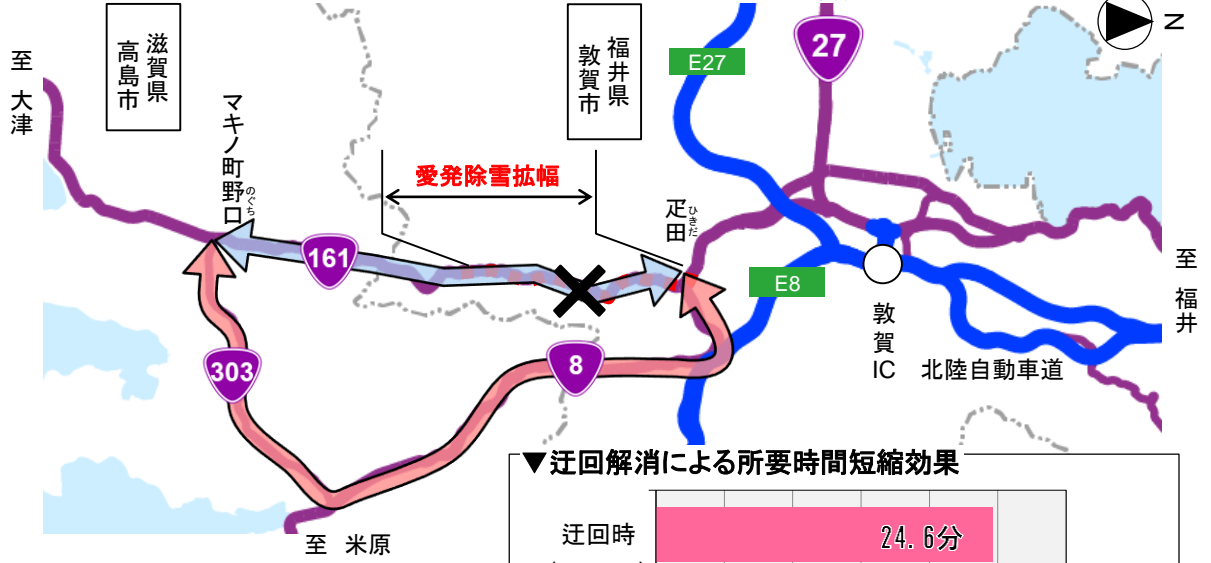 至 大津
滋賀県
高島市
マキノ町野口
のぐち
愛発除雪拡幅
福井県
敦賀市
疋田
ひきだ
E27
27
N
161
E8
303
8
敦賀IC
北陸自動車道
至 福井
至 米原
▼迂回解消による所要時間短縮効果
迂回時
24.6分